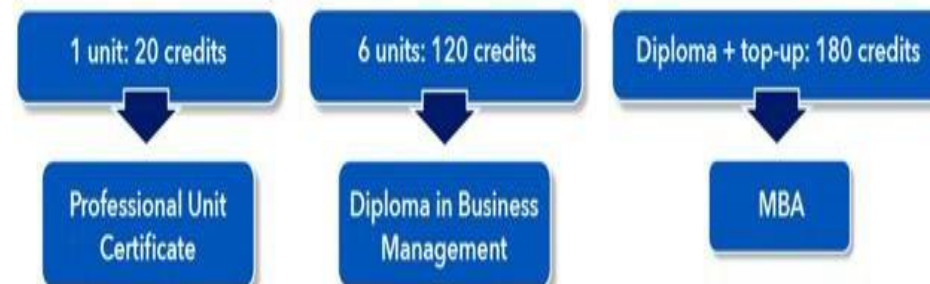 1 unit: 20 credits
6 units: 120 credits
Diploma + top-up: 180 credits
Professional Unit
Certificate
Diploma in Business
Management
MBA